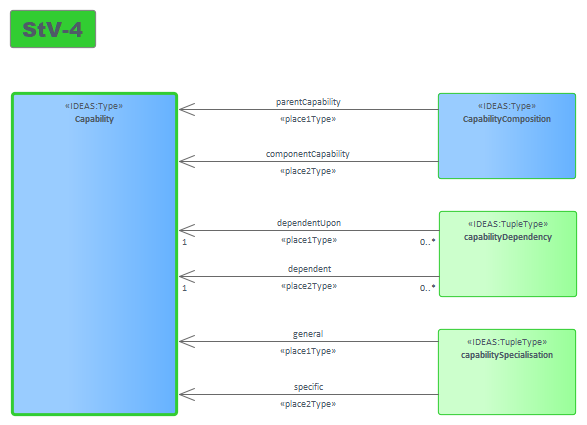 StV-4
«IDEAS:Type»
Capability
parentCapability
«place1Type»
componentCapability
«place2Type»
«IDEAS:Type»
CapabilityComposition
dependentUpon
«place1Type»
1
0..*
dependent
«place2Type»
1
0..*
«IDEAS:TupleType»
capabilityDependency
general
«place1Type»
specific
«place2Type»
«IDEAS:TupleType»
capabilitySpecialisation